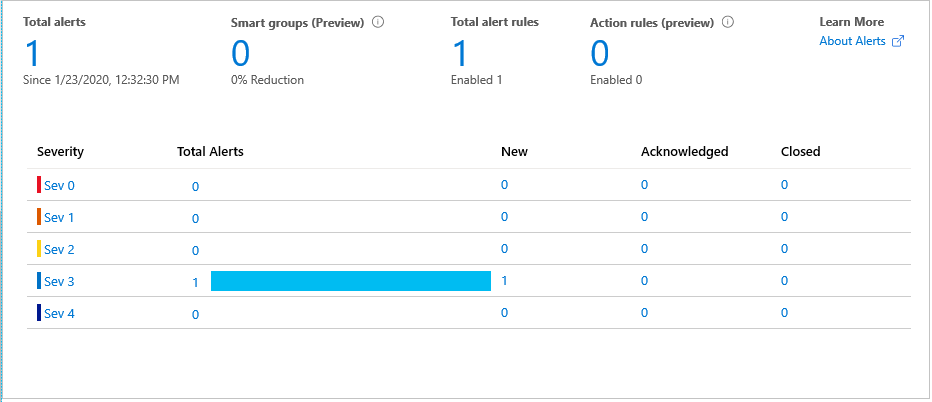 Total alerts Smart groups (Preview) Total alert rules Action rules (preview) Learn More
1 0 1 0 About Alerts
Since 1/23/2020, 12:32:30 PM 0% Reduction Enabled 1 Enabled 0
Severity Total Alerts New Acknowledged Closed
Sev 0 0 0 0 0
Sev 1 0 0 0 0
Sev 2 0 0 0 0
Sev 3 1 1 0 0
Sev 4 0 0 0 0